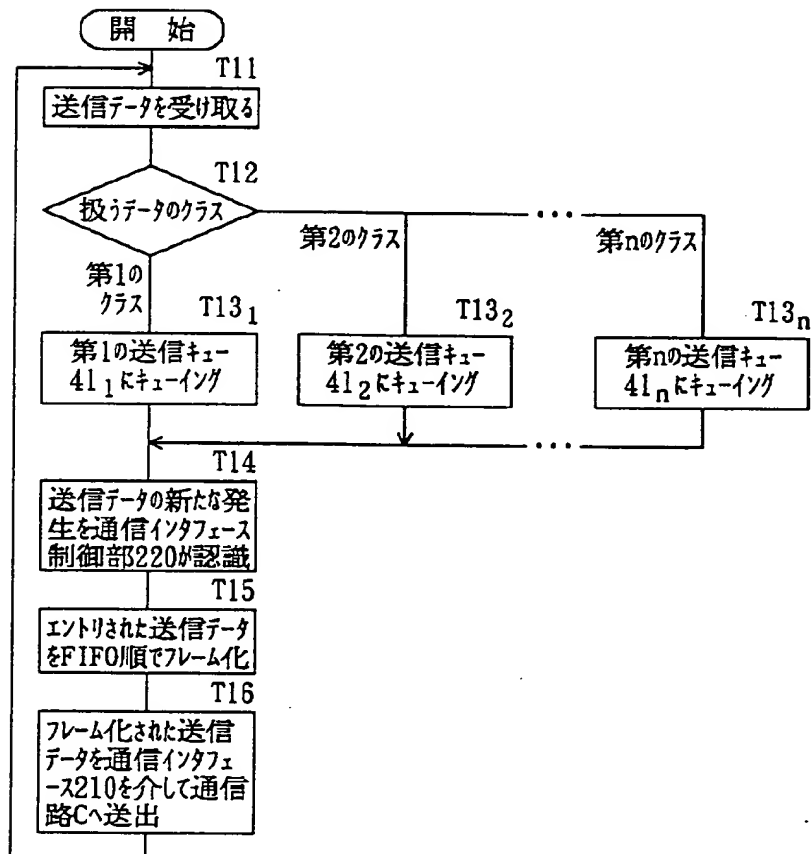 開 始
T11
送信データを受け取る
T12
扱うデータのクラス
第1の
クラス
第2のクラス
...
第nのクラス
T13₁
第1の送信キュー
41₁にキューイング
T13₂
第2の送信キュー
41₂にキューイング
T13ₙ
第nの送信キュー
41ₙにキューイング
...
T14
送信データの新たな発
生を通信インタフェース
制御部220が認識
T15
エントリされた送信データ
をFIFO順でフレーム化
T16
フレーム化された送信
データを通信インタフェ
ース210を介して通信
路Cへ送出